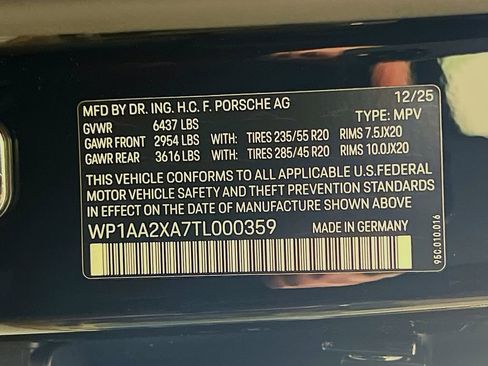 MFD BY DR. ING. H.C. F. PORSCHE AG 12/25
GVWR 6437 LBS TYPE: MPV
GAWR FRONT 2954 LBS WITH: TIRES 235/55 R20 RIMS 7.5JX20
GAWR REAR 3616 LBS WITH: TIRES 285/45 R20 RIMS 10.0JX20
THIS VEHICLE CONFORMS TO ALL APPLICABLE U.S.FEDERAL
MOTOR VEHICLE SAFETY AND THEFT PREVENTION STANDARDS
IN EFFECT ON THE DATE OF MANUFACTURE SHOWN ABOVE
WP1AA2XA7TL000359 MADE IN GERMANY
95C.010.016